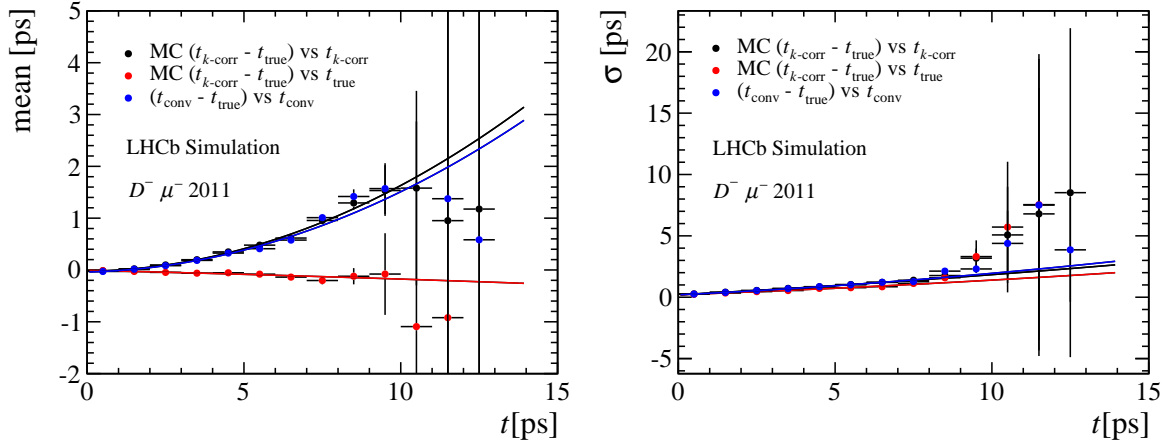 mean [ps]
5
4
3
2
1
0
-1
-2
MC (t_k-corr - t_true) vs t_k-corr
MC (t_k-corr - t_true) vs t_true
(t_conv - t_true) vs t_conv
LHCb Simulation
D⁻ μ⁻ 2011
0 5 10 15
t[ps]
σ [ps]
20
15
10
5
0
-5
MC (t_k-corr - t_true) vs t_k-corr
MC (t_k-corr - t_true) vs t_true
(t_conv - t_true) vs t_conv
LHCb Simulation
D⁻ μ⁻ 2011
0 5 10 15
t[ps]